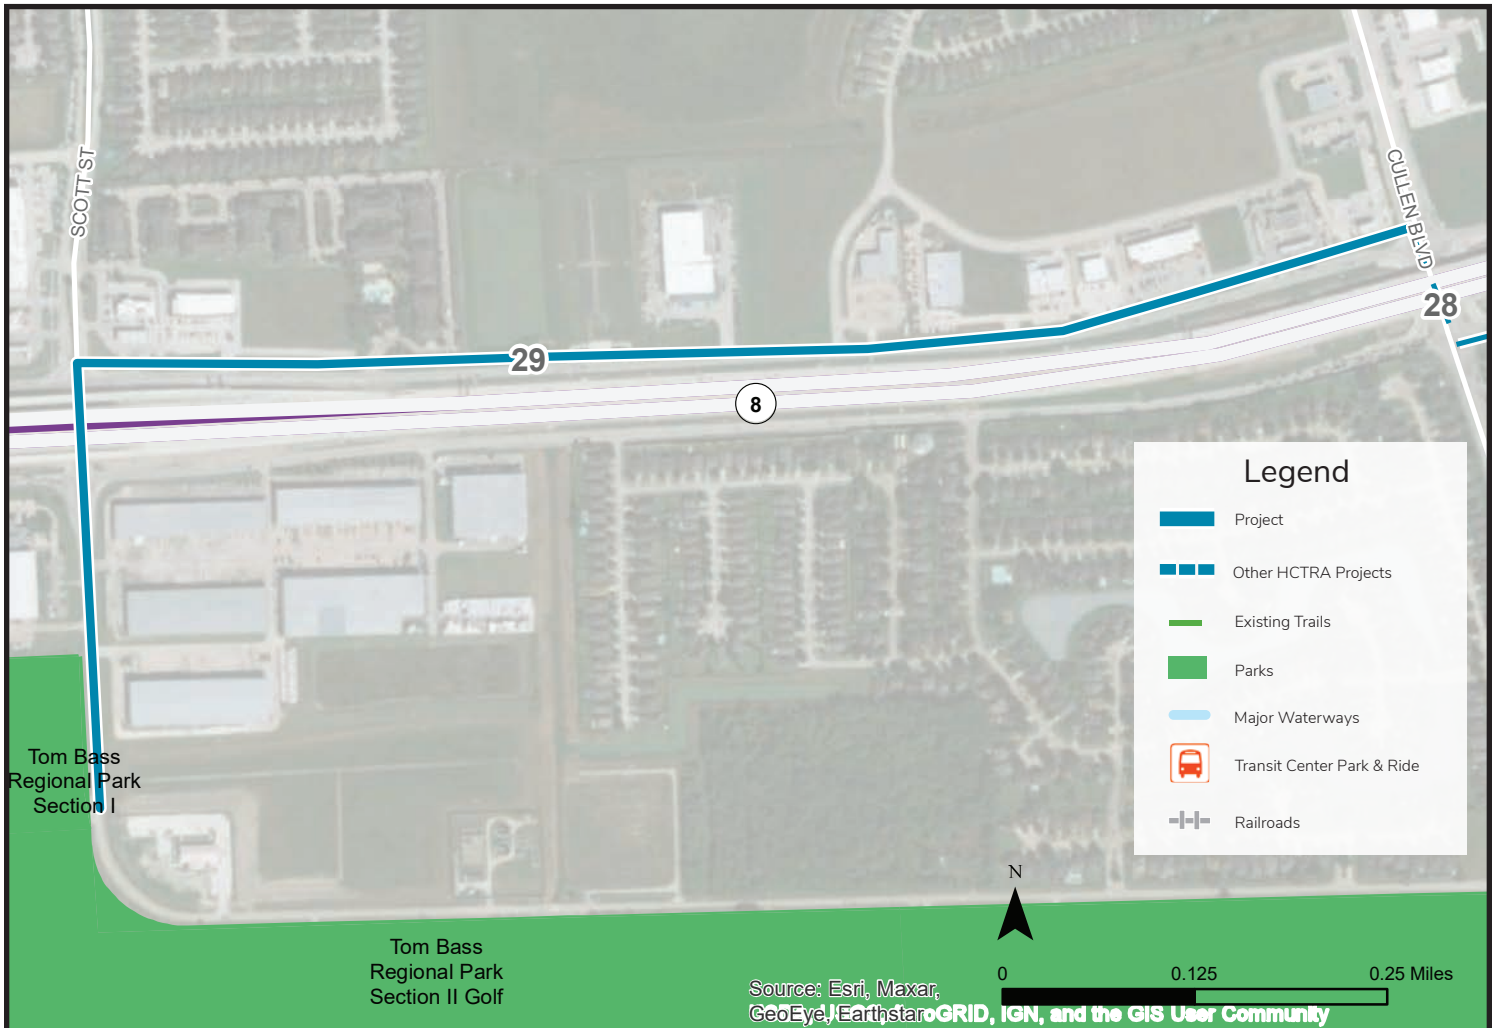 SCOTT ST
CULLEN BLVD
28
29
8
Legend
Project
Other HCTRA Projects
Existing Trails
Parks
Major Waterways
Transit Center Park & Ride
Railroads
Tom Bass
Regional Park
Section I
Tom Bass
Regional Park
Section II Golf
N
0 0.125 0.25 Miles
Source: Esri, Maxar,
GeoEye, Earthstar
IGN, and the GIS User Community